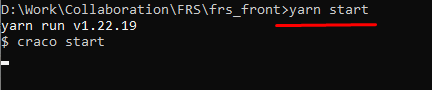 D:\Work\Collaboration\FRS\frs_front>yarn start
yarn run v1.22.19
$ craco start